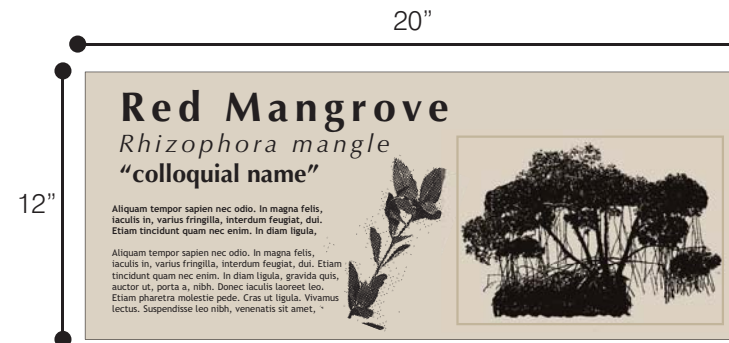 20”
12”
Red Mangrove
Rhizophora mangle
“colloquial name”
Aliquam tempor sapien nec odio. In magna felis,
iaculis in, varius fringilla, interdum feugiat, dui.
Etiam tincidunt quam nec enim. In diam ligula,
Aliquam tempor sapien nec odio. In magna felis,
iaculis in, varius fringilla, interdum feugiat, dui. Etiam
tincidunt quam nec enim. In diam ligula, gravida quis,
auctor ut, porta a, nibh. Donec iaculis laoreet leo.
Etiam pharetra molestie pede. Cras ut ligula. Vivamus
lectus. Suspendisse leo nibh, venenatis sit amet,